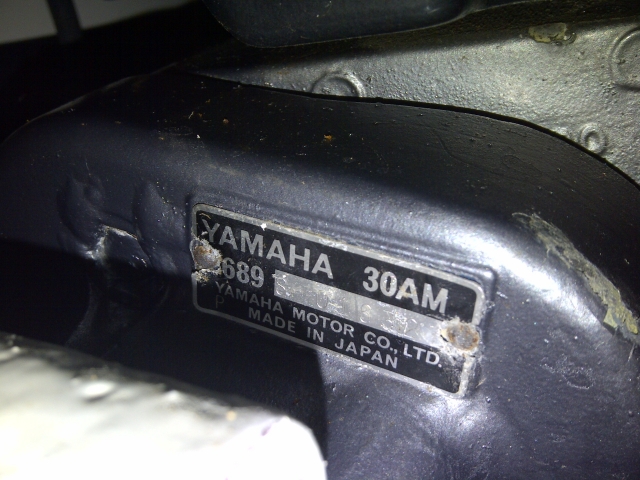 YAMAHA 30AM
689
YAMAHA MOTOR CO., LTD.
P MADE IN JAPAN